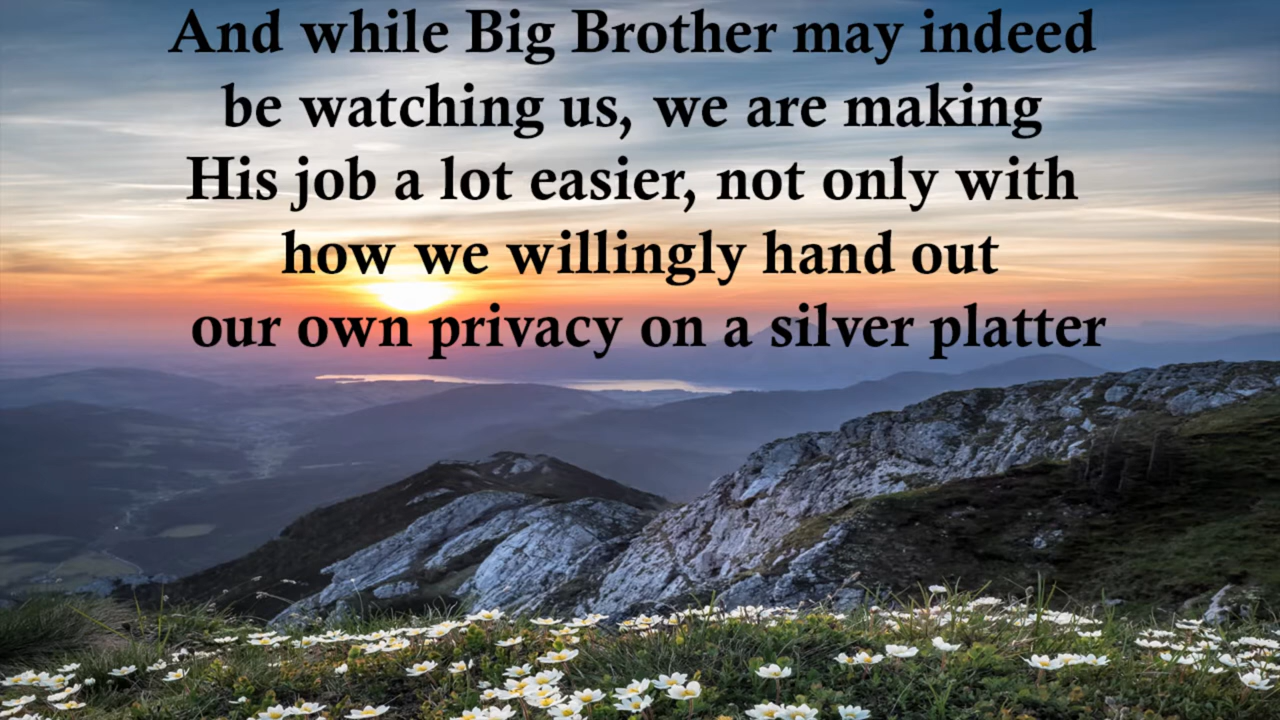 And while Big Brother may indeed
be watching us, we are making
His job a lot easier, not only with
how we willingly hand out
our own privacy on a silver platter